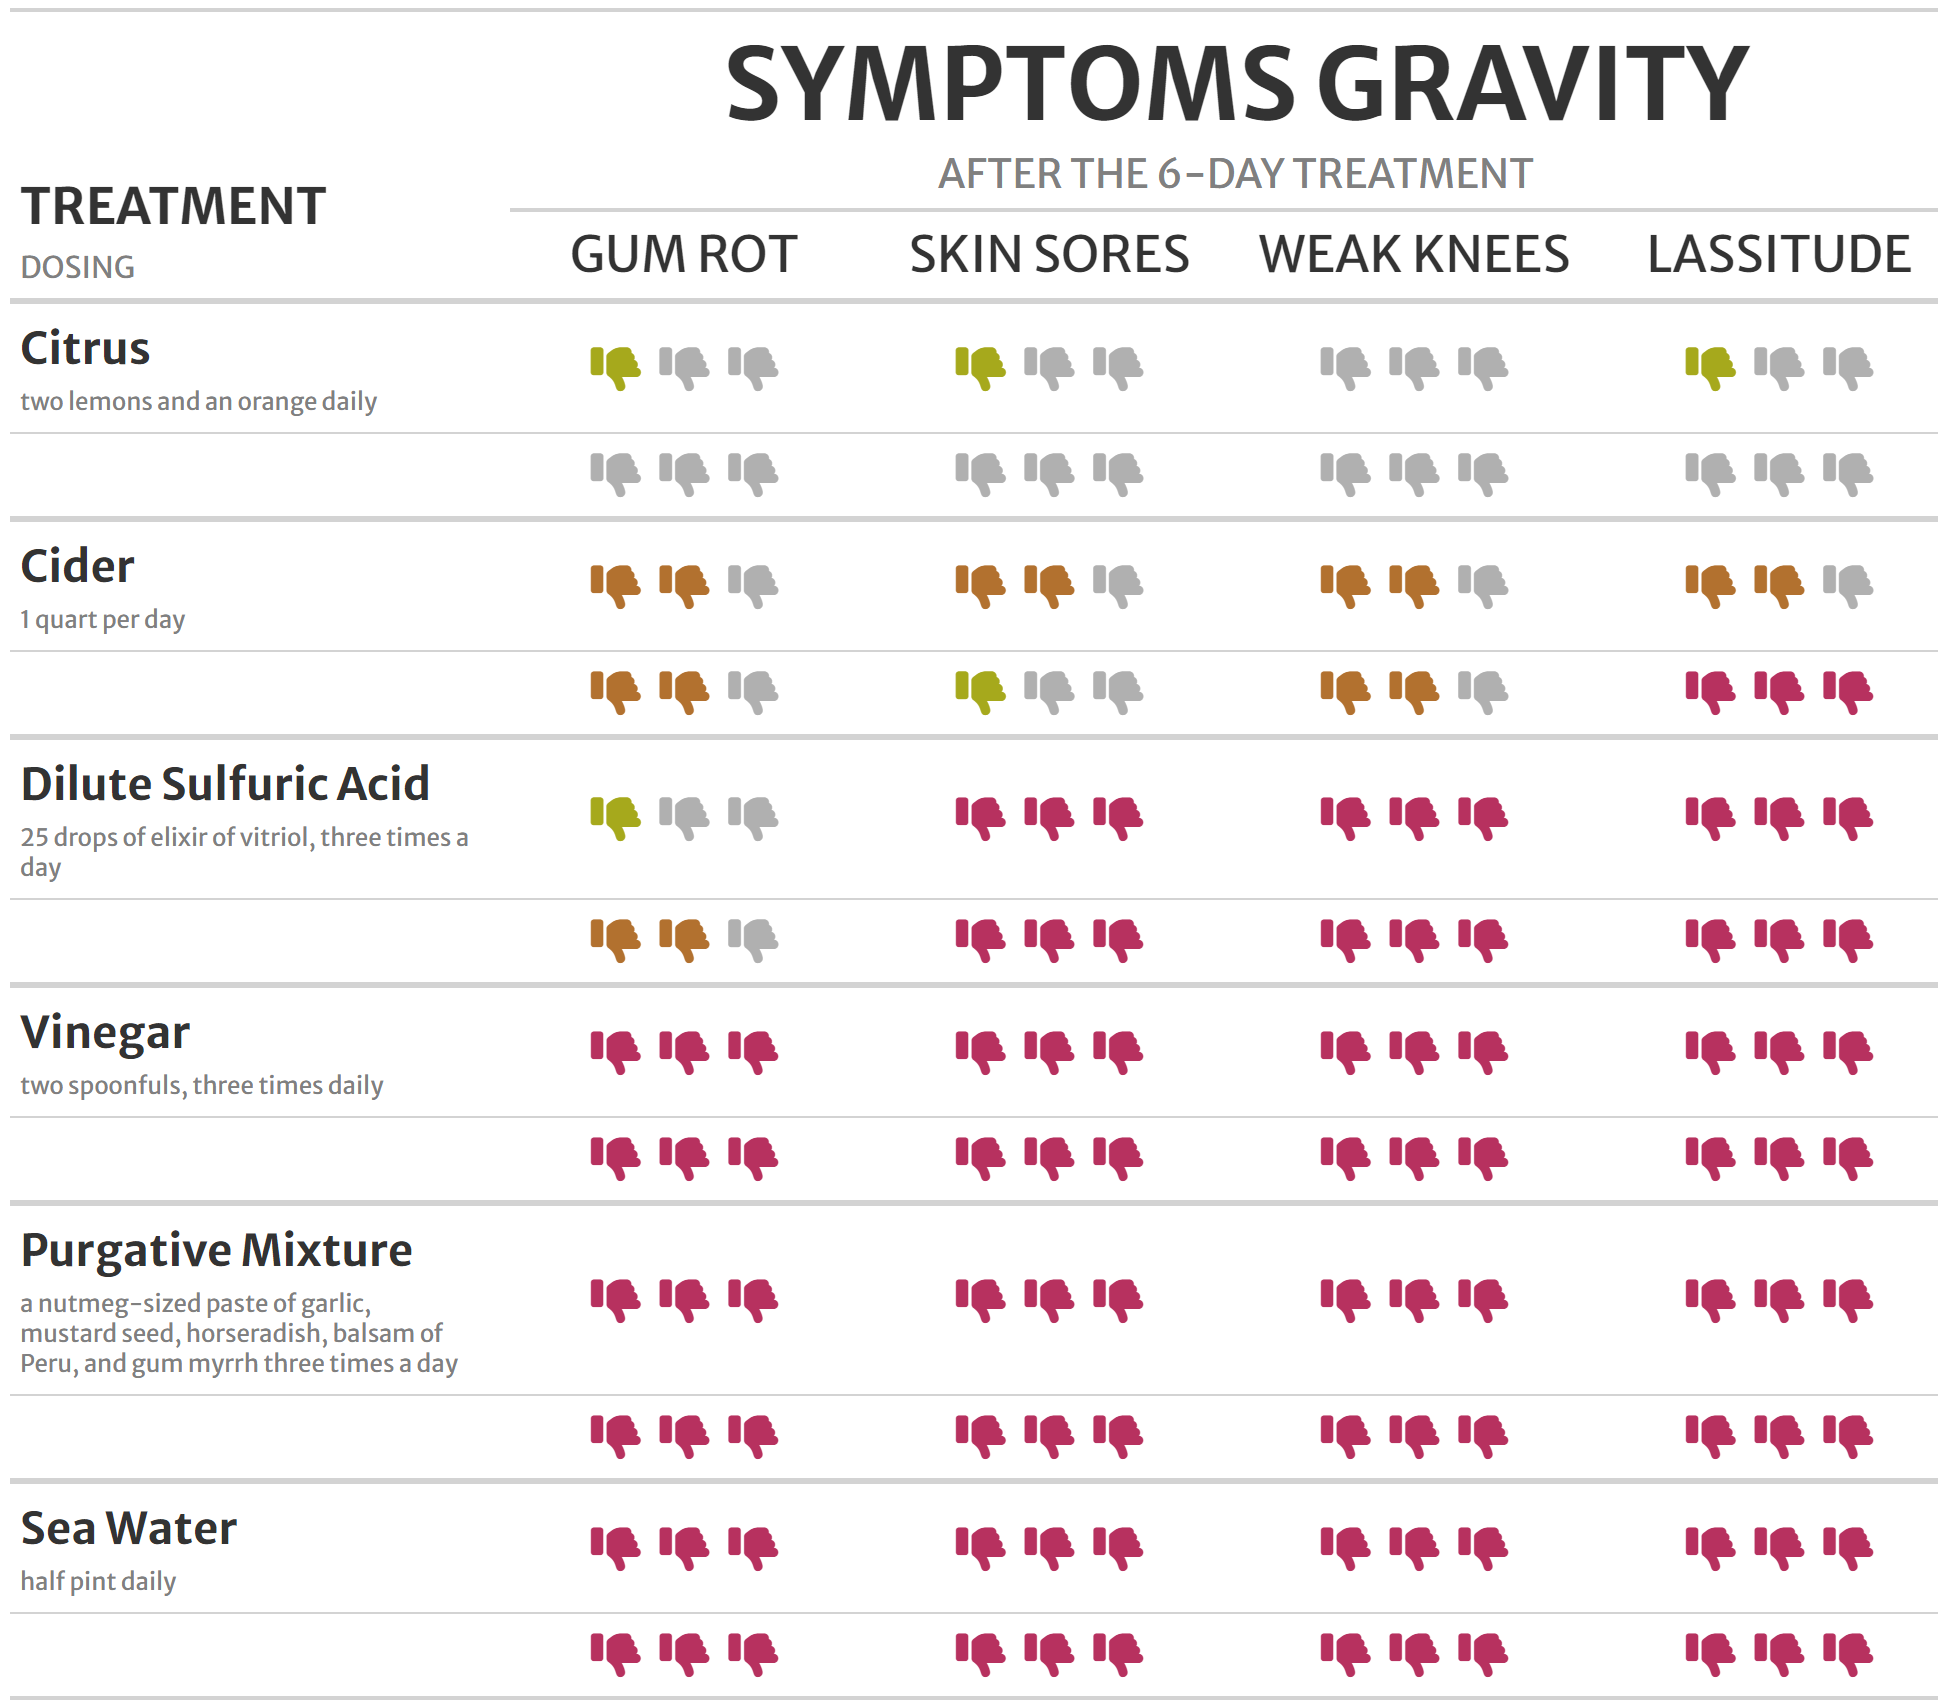 SYMPTOMS GRAVITY
AFTER THE 6-DAY TREATMENT
TREATMENT
DOSING
GUM ROT
SKIN SORES
WEAK KNEES
LASSITUDE
Citrus
two lemons and an orange daily
Cider
1 quart per day
Dilute Sulfuric Acid
25 drops of elixir of vitriol, three times a
day
Vinegar
two spoonfuls, three times daily
Purgative Mixture
a nutmeg-sized paste of garlic,
mustard seed, horseradish, balsam of
Peru, and gum myrrh three times a day
Sea Water
half pint daily